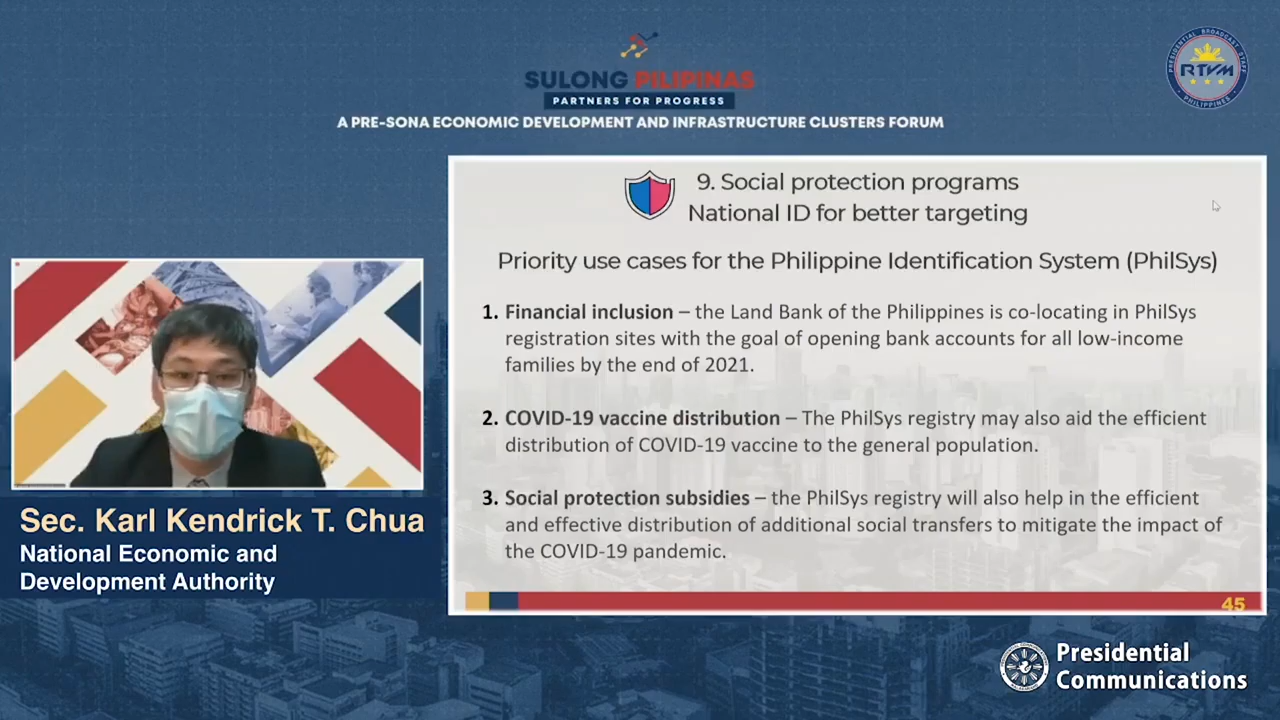 SULONG PILIPINAS
PARTNERS FOR PROGRESS
A PRE-SONA ECONOMIC DEVELOPMENT AND INFRASTRUCTURE CLUSTERS FORUM
PRESIDENTIAL BROADCAST STAFF
RTVM
PHILIPPINES
9. Social protection programs
National ID for better targeting
Priority use cases for the Philippine Identification System (PhilSys)
1. Financial inclusion – the Land Bank of the Philippines is co-locating in PhilSys
registration sites with the goal of opening bank accounts for all low-income
families by the end of 2021.
2. COVID-19 vaccine distribution – The PhilSys registry may also aid the efficient
distribution of COVID-19 vaccine to the general population.
3. Social protection subsidies – the PhilSys registry will also help in the efficient
and effective distribution of additional social transfers to mitigate the impact of
the COVID-19 pandemic.
45
Sec. Karl Kendrick T. Chua
National Economic and
Development Authority
Presidential
Communications